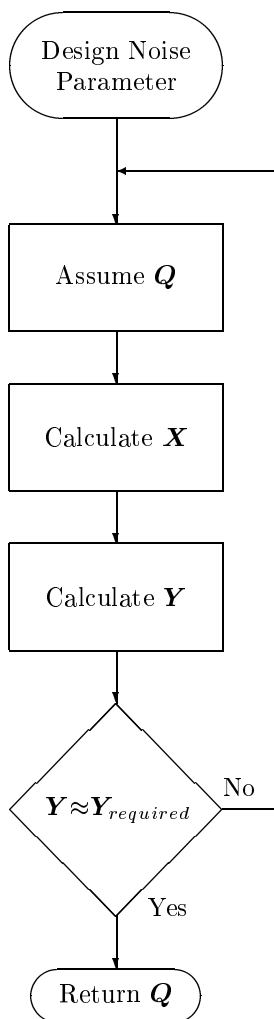 Design Noise
Parameter
Assume Q
Calculate X
Calculate Y
Y≈Y_required
No
Yes
Return Q